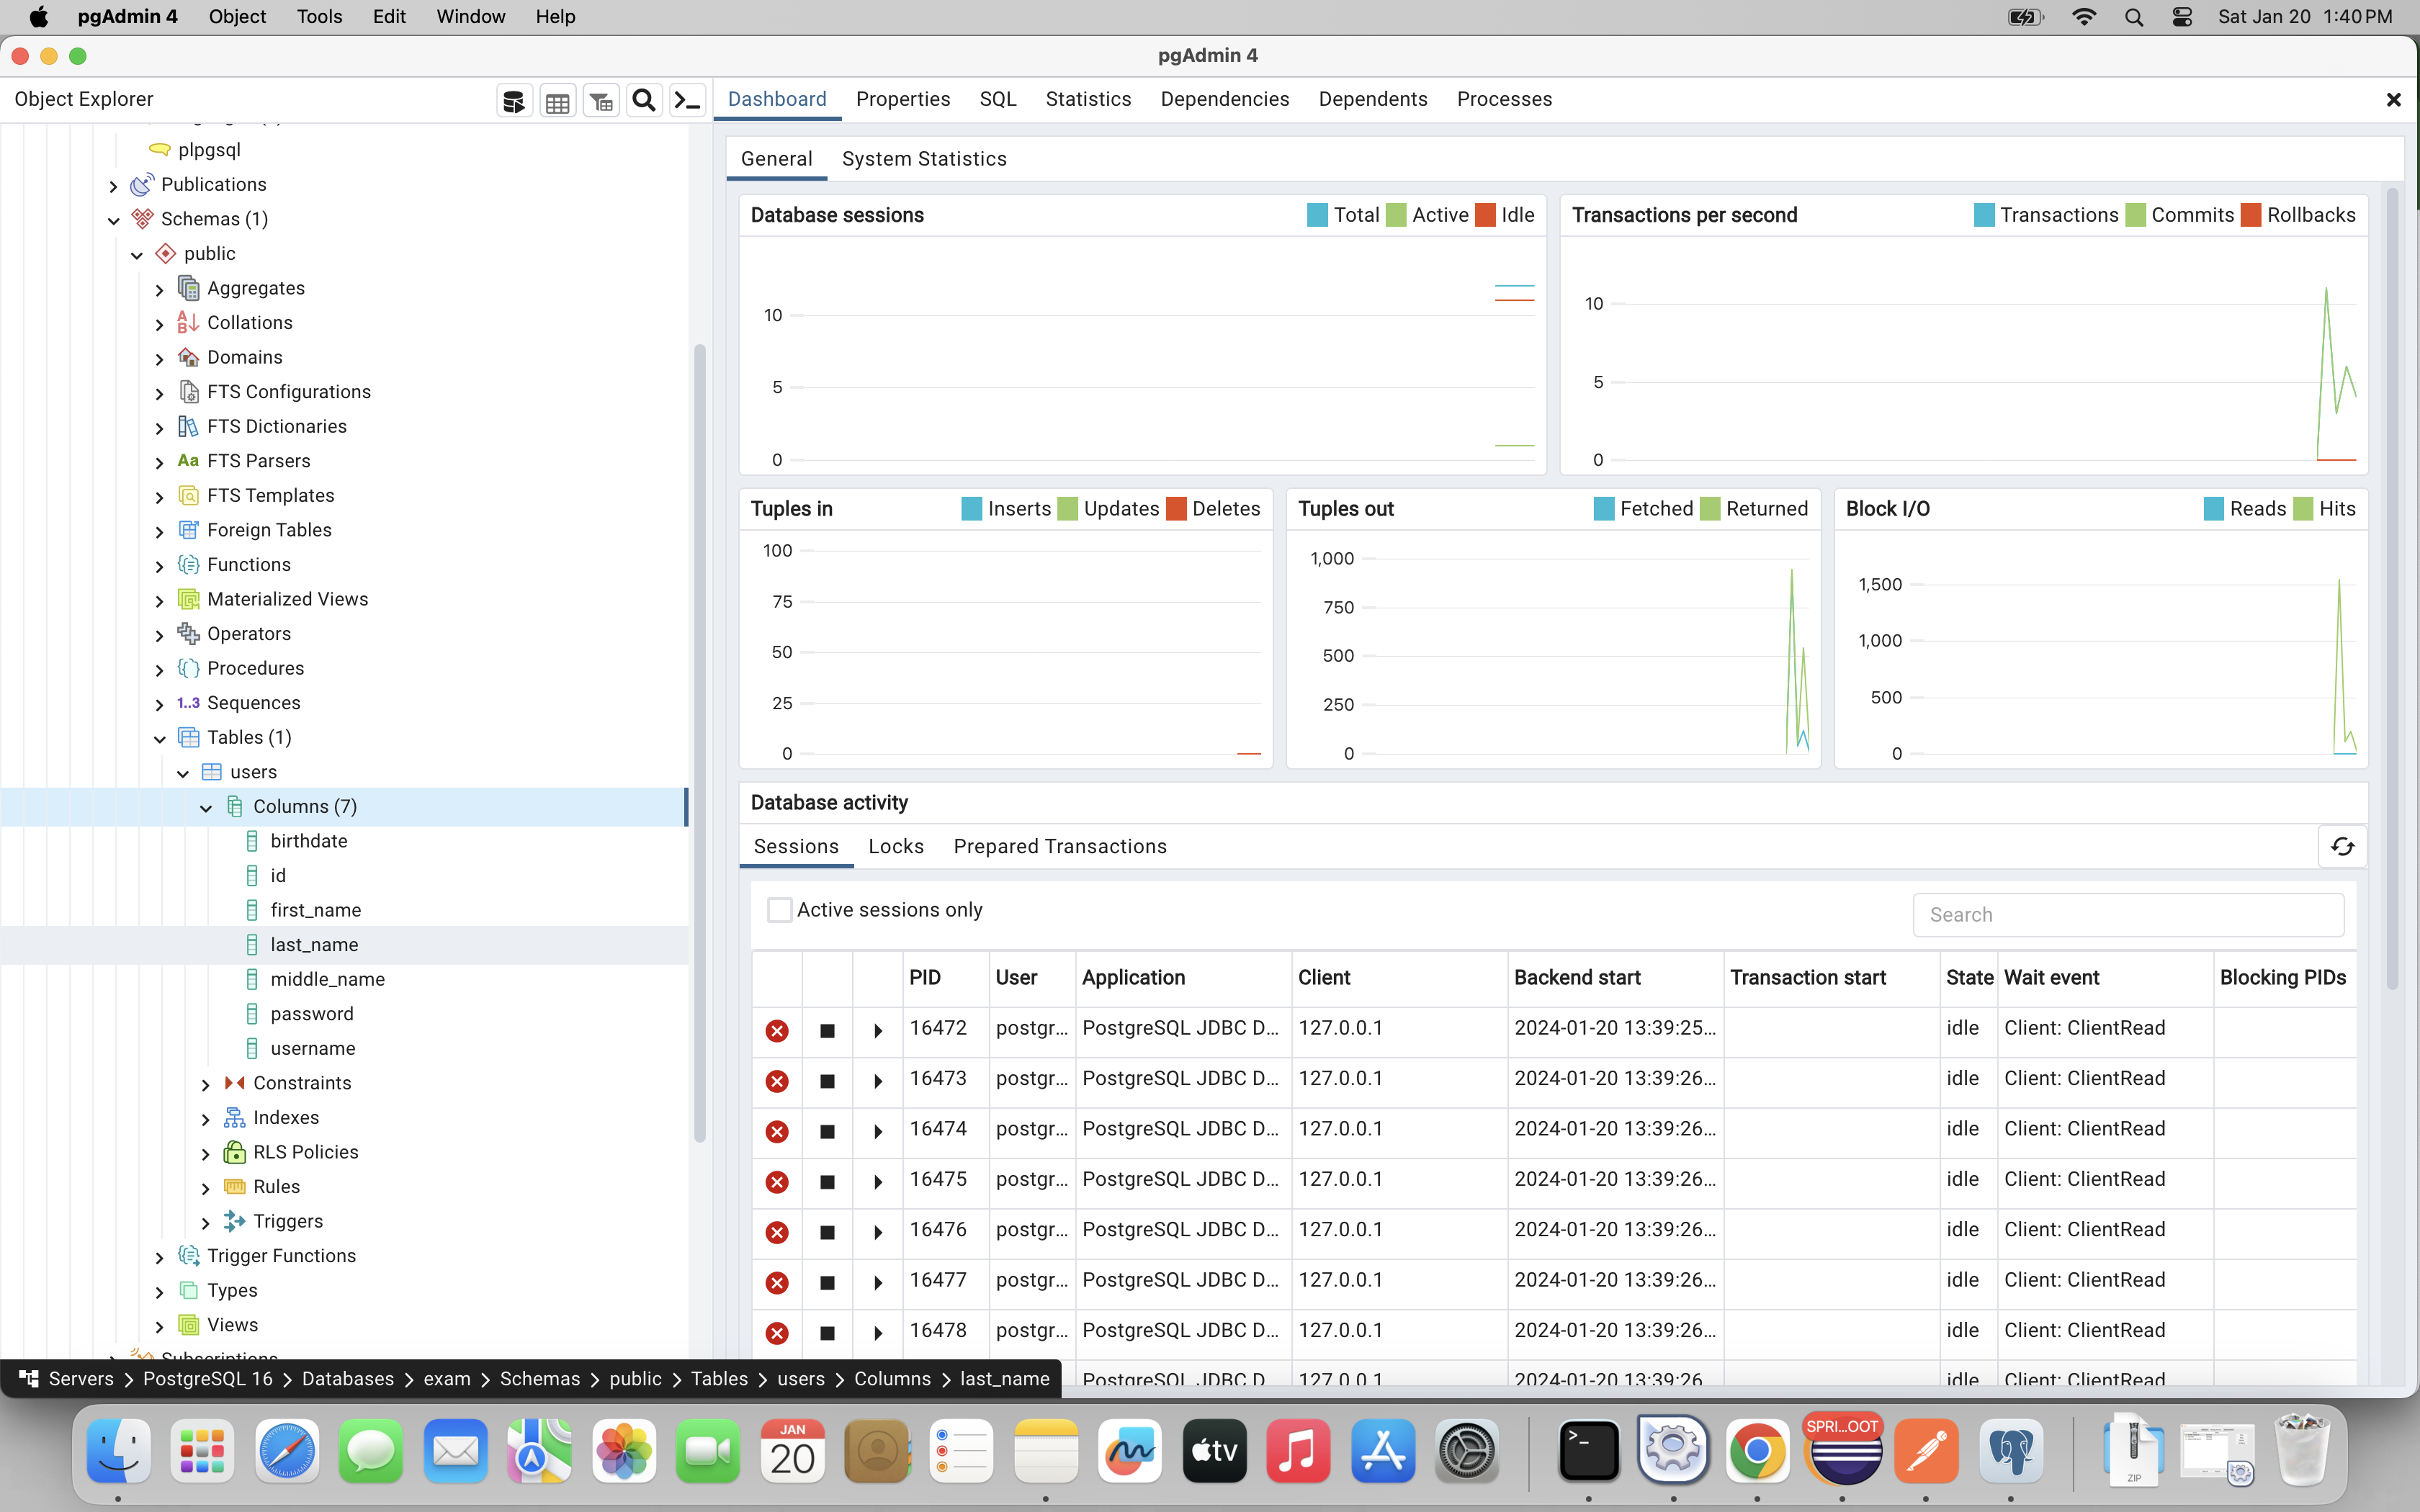 pgAdmin 4 Object Tools Edit Window Help Sat Jan 20 1:40 PM
pgAdmin 4
Object Explorer
plpgsql
Publications
Schemas (1)
public
Aggregates
Collations
Domains
FTS Configurations
FTS Dictionaries
Aa FTS Parsers
FTS Templates
Foreign Tables
Functions
Materialized Views
Operators
Procedures
1..3 Sequences
Tables (1)
users
Columns (7)
birthdate
id
first_name
last_name
middle_name
password
username
Constraints
Indexes
RLS Policies
Rules
Triggers
Trigger Functions
Types
Views
Subscriptions
Servers > PostgreSQL 16 > Databases > exam > Schemas > public > Tables > users > Columns > last_name
Dashboard Properties SQL Statistics Dependencies Dependents Processes
General System Statistics
Database sessions Total Active Idle
10
5
0
Transactions per second Transactions Commits Rollbacks
10
5
0
Tuples in Inserts Updates Deletes
100
75
50
25
0
Tuples out Fetched Returned
1,000
750
500
250
0
Block I/O Reads Hits
1,500
1,000
500
0
Database activity
Sessions Locks Prepared Transactions
Active sessions only Search
PID User Application Client Backend start Transaction start State Wait event Blocking PIDs
16472 postgr... PostgreSQL JDBC D... 127.0.0.1 2024-01-20 13:39:25... idle Client: ClientRead
16473 postgr... PostgreSQL JDBC D... 127.0.0.1 2024-01-20 13:39:26... idle Client: ClientRead
16474 postgr... PostgreSQL JDBC D... 127.0.0.1 2024-01-20 13:39:26... idle Client: ClientRead
16475 postgr... PostgreSQL JDBC D... 127.0.0.1 2024-01-20 13:39:26... idle Client: ClientRead
16476 postgr... PostgreSQL JDBC D... 127.0.0.1 2024-01-20 13:39:26... idle Client: ClientRead
16477 postgr... PostgreSQL JDBC D... 127.0.0.1 2024-01-20 13:39:26... idle Client: ClientRead
16478 postgr... PostgreSQL JDBC D... 127.0.0.1 2024-01-20 13:39:26... idle Client: ClientRead
PostgreSQL JDBC D 127.0.0.1 2024-01-20 13:39:26 idle Client: ClientRead
JAN
20
tv
>_
SPRI...OOT
ZIP